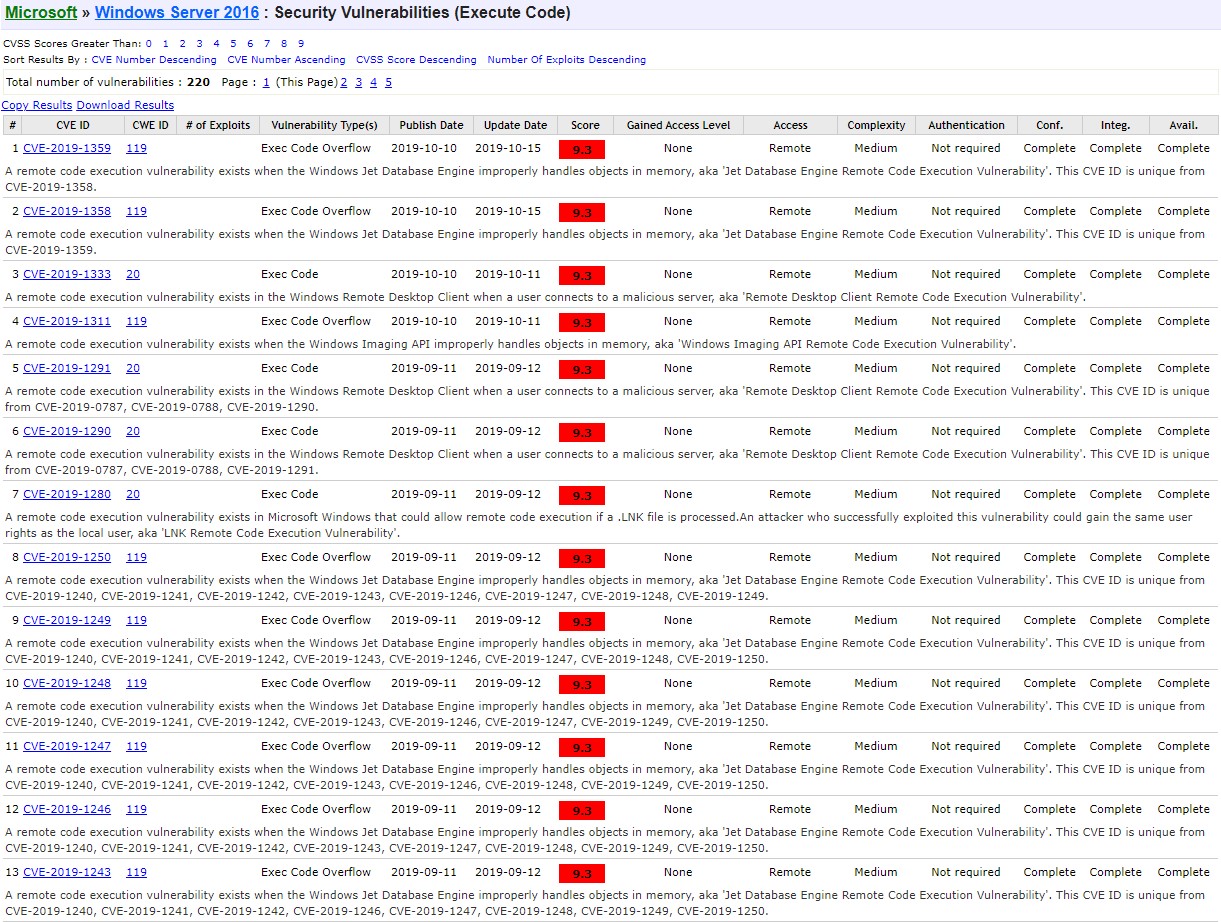 Microsoft » Windows Server 2016 : Security Vulnerabilities (Execute Code)
CVSS Scores Greater Than: 0 1 2 3 4 5 6 7 8 9
Sort Results By : CVE Number Descending CVE Number Ascending CVSS Score Descending Number Of Exploits Descending
Total number of vulnerabilities : 220 Page : 1 (This Page) 2 3 4 5
Copy Results Download Results
# CVE ID CWE ID # of Exploits Vulnerability Type(s) Publish Date Update Date Score Gained Access Level Access Complexity Authentication Conf. Integ. Avail.
1 CVE-2019-1359 119 Exec Code Overflow 2019-10-10 2019-10-15 9.3 None Remote Medium Not required Complete Complete Complete
A remote code execution vulnerability exists when the Windows Jet Database Engine improperly handles objects in memory, aka 'Jet Database Engine Remote Code Execution Vulnerability'. This CVE ID is unique from
CVE-2019-1358.
2 CVE-2019-1358 119 Exec Code Overflow 2019-10-10 2019-10-15 9.3 None Remote Medium Not required Complete Complete Complete
A remote code execution vulnerability exists when the Windows Jet Database Engine improperly handles objects in memory, aka 'Jet Database Engine Remote Code Execution Vulnerability'. This CVE ID is unique from
CVE-2019-1359.
3 CVE-2019-1333 20 Exec Code 2019-10-10 2019-10-11 9.3 None Remote Medium Not required Complete Complete Complete
A remote code execution vulnerability exists in the Windows Remote Desktop Client when a user connects to a malicious server, aka 'Remote Desktop Client Remote Code Execution Vulnerability'.
4 CVE-2019-1311 119 Exec Code Overflow 2019-10-10 2019-10-11 9.3 None Remote Medium Not required Complete Complete Complete
A remote code execution vulnerability exists when the Windows Imaging API improperly handles objects in memory, aka 'Windows Imaging API Remote Code Execution Vulnerability'.
5 CVE-2019-1291 20 Exec Code 2019-09-11 2019-09-12 9.3 None Remote Medium Not required Complete Complete Complete
A remote code execution vulnerability exists in the Windows Remote Desktop Client when a user connects to a malicious server, aka 'Remote Desktop Client Remote Code Execution Vulnerability'. This CVE ID is unique
from CVE-2019-0787, CVE-2019-0788, CVE-2019-1290.
6 CVE-2019-1290 20 Exec Code 2019-09-11 2019-09-12 9.3 None Remote Medium Not required Complete Complete Complete
A remote code execution vulnerability exists in the Windows Remote Desktop Client when a user connects to a malicious server, aka 'Remote Desktop Client Remote Code Execution Vulnerability'. This CVE ID is unique
from CVE-2019-0787, CVE-2019-0788, CVE-2019-1291.
7 CVE-2019-1280 20 Exec Code 2019-09-11 2019-09-12 9.3 None Remote Medium Not required Complete Complete Complete
A remote code execution vulnerability exists in Microsoft Windows that could allow remote code execution if a .LNK file is processed.An attacker who successfully exploited this vulnerability could gain the same user
rights as the local user, aka 'LNK Remote Code Execution Vulnerability'.
8 CVE-2019-1250 119 Exec Code Overflow 2019-09-11 2019-09-12 9.3 None Remote Medium Not required Complete Complete Complete
A remote code execution vulnerability exists when the Windows Jet Database Engine improperly handles objects in memory, aka 'Jet Database Engine Remote Code Execution Vulnerability'. This CVE ID is unique from
CVE-2019-1240, CVE-2019-1241, CVE-2019-1242, CVE-2019-1243, CVE-2019-1246, CVE-2019-1247, CVE-2019-1248, CVE-2019-1249.
9 CVE-2019-1249 119 Exec Code Overflow 2019-09-11 2019-09-12 9.3 None Remote Medium Not required Complete Complete Complete
A remote code execution vulnerability exists when the Windows Jet Database Engine improperly handles objects in memory, aka 'Jet Database Engine Remote Code Execution Vulnerability'. This CVE ID is unique from
CVE-2019-1240, CVE-2019-1241, CVE-2019-1242, CVE-2019-1243, CVE-2019-1246, CVE-2019-1247, CVE-2019-1248, CVE-2019-1250.
10 CVE-2019-1248 119 Exec Code Overflow 2019-09-11 2019-09-12 9.3 None Remote Medium Not required Complete Complete Complete
A remote code execution vulnerability exists when the Windows Jet Database Engine improperly handles objects in memory, aka 'Jet Database Engine Remote Code Execution Vulnerability'. This CVE ID is unique from
CVE-2019-1240, CVE-2019-1241, CVE-2019-1242, CVE-2019-1243, CVE-2019-1246, CVE-2019-1247, CVE-2019-1249, CVE-2019-1250.
11 CVE-2019-1247 119 Exec Code Overflow 2019-09-11 2019-09-12 9.3 None Remote Medium Not required Complete Complete Complete
A remote code execution vulnerability exists when the Windows Jet Database Engine improperly handles objects in memory, aka 'Jet Database Engine Remote Code Execution Vulnerability'. This CVE ID is unique from
CVE-2019-1240, CVE-2019-1241, CVE-2019-1242, CVE-2019-1243, CVE-2019-1246, CVE-2019-1248, CVE-2019-1249, CVE-2019-1250.
12 CVE-2019-1246 119 Exec Code Overflow 2019-09-11 2019-09-12 9.3 None Remote Medium Not required Complete Complete Complete
A remote code execution vulnerability exists when the Windows Jet Database Engine improperly handles objects in memory, aka 'Jet Database Engine Remote Code Execution Vulnerability'. This CVE ID is unique from
CVE-2019-1240, CVE-2019-1241, CVE-2019-1242, CVE-2019-1243, CVE-2019-1247, CVE-2019-1248, CVE-2019-1249, CVE-2019-1250.
13 CVE-2019-1243 119 Exec Code Overflow 2019-09-11 2019-09-12 9.3 None Remote Medium Not required Complete Complete Complete
A remote code execution vulnerability exists when the Windows Jet Database Engine improperly handles objects in memory, aka 'Jet Database Engine Remote Code Execution Vulnerability'. This CVE ID is unique from
CVE-2019-1240, CVE-2019-1241, CVE-2019-1242, CVE-2019-1246, CVE-2019-1247, CVE-2019-1248, CVE-2019-1249, CVE-2019-1250.